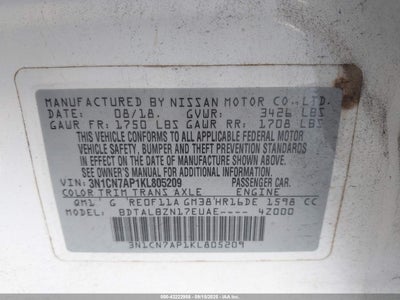 MANUFACTURED BY NISSAN MOTOR CO., LTD.
DATE: 08/18. GVWR: 3426 LBS
GAWR FR: 1750 LBS GAWR RR: 1708 LBS
THIS VEHICLE CONFORMS TO ALL APPLICABLE
FEDERAL MOTOR VEHICLE SAFETY, BUMPER AND THEFT
PREVENTION STANDARDS IN EFFECT ON THE DATE OF
MANUFACTURE SHOWN ABOVE.
SEE OWNER'S MANUAL FOR ADDITIONAL INFORMATION.
VIN: 3N1CN7AP1KL805209 PASSENGER CAR.
COLOR TRIM TRANS AXLE ENGINE
QM1 G RE0F11A GM38 HR16DE 1598 CC
MODEL: BDTALBZN17EUAE---- 4Z000
3N1CN7AP1KL805209